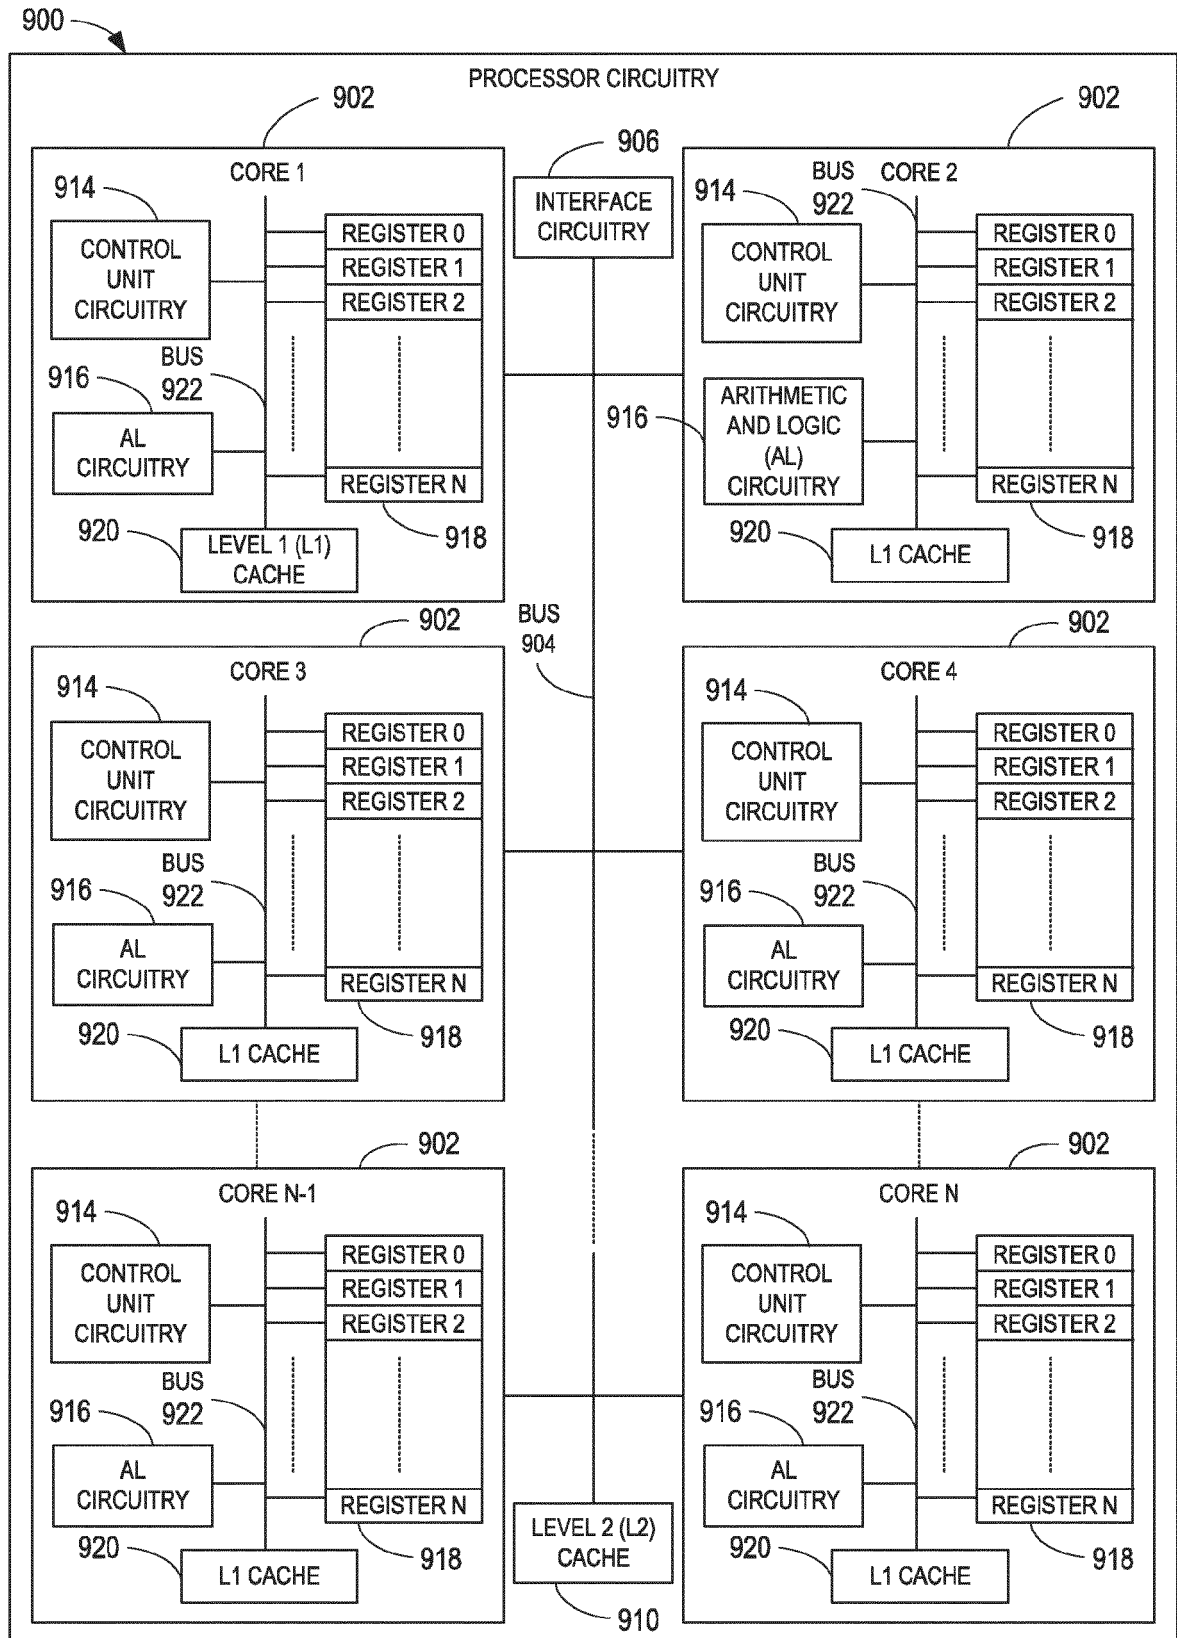 900
PROCESSOR CIRCUITRY
902
CORE 1
914
CONTROL
UNIT
CIRCUITRY
REGISTER 0
REGISTER 1
REGISTER 2
BUS
922
916
AL
CIRCUITRY
REGISTER N
918
920
LEVEL 1 (L1)
CACHE
906
INTERFACE
CIRCUITRY
902
BUS
922
CORE 2
914
CONTROL
UNIT
CIRCUITRY
REGISTER 0
REGISTER 1
REGISTER 2
916
ARITHMETIC
AND LOGIC
(AL)
CIRCUITRY
REGISTER N
918
920
L1 CACHE
BUS
904
902
CORE 3
914
CONTROL
UNIT
CIRCUITRY
REGISTER 0
REGISTER 1
REGISTER 2
BUS
922
916
AL
CIRCUITRY
REGISTER N
918
920
L1 CACHE
902
CORE 4
914
CONTROL
UNIT
CIRCUITRY
REGISTER 0
REGISTER 1
REGISTER 2
BUS
922
916
AL
CIRCUITRY
REGISTER N
918
920
L1 CACHE
902
CORE N-1
914
CONTROL
UNIT
CIRCUITRY
REGISTER 0
REGISTER 1
REGISTER 2
BUS
922
916
AL
CIRCUITRY
REGISTER N
918
920
L1 CACHE
LEVEL 2 (L2)
CACHE
910
902
CORE N
914
CONTROL
UNIT
CIRCUITRY
REGISTER 0
REGISTER 1
REGISTER 2
BUS
922
916
AL
CIRCUITRY
REGISTER N
918
920
L1 CACHE